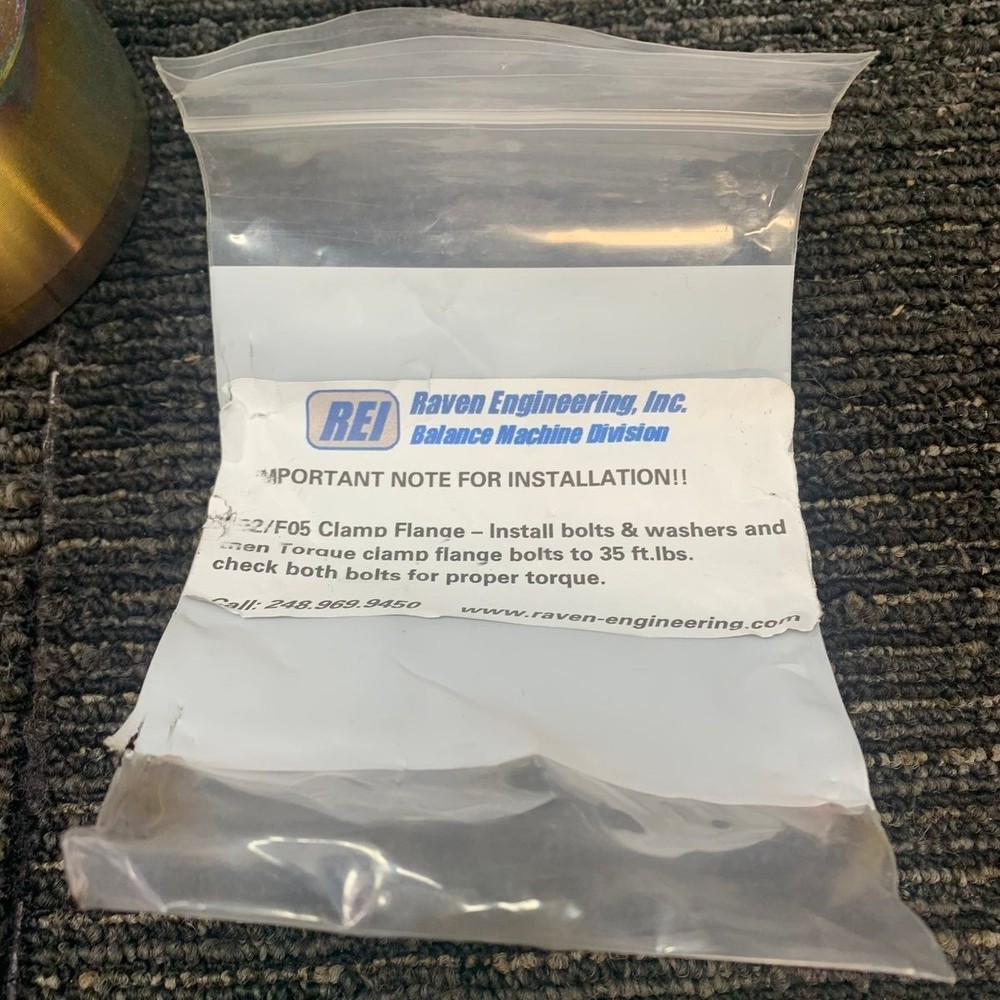 REI
Raven Engineering, Inc.
Balance Machine Division
IMPORTANT NOTE FOR INSTALLATION!!
Clamp Flange – Install bolts & washers and
then Torque clamp flange bolts to 35 ft.lbs.
check both bolts for proper torque.
Call: 248.969.9450 www.raven-engineering.com